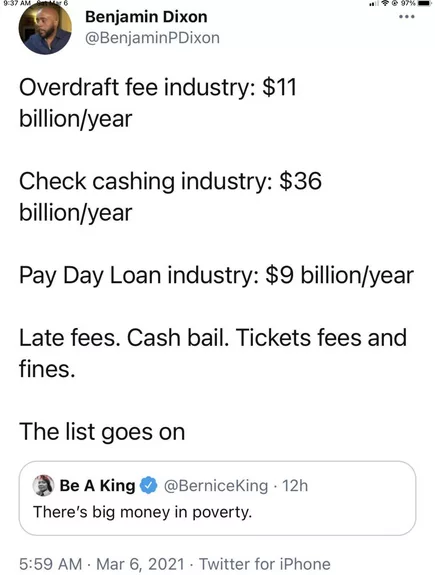 9:37 AM Sat Mar 6 97%
Benjamin Dixon
@BenjaminPDixon
Overdraft fee industry: $11
billion/year
Check cashing industry: $36
billion/year
Pay Day Loan industry: $9 billion/year
Late fees. Cash bail. Tickets fees and
fines.
The list goes on
Be A King @BerniceKing · 12h
There's big money in poverty.
5:59 AM · Mar 6, 2021 · Twitter for iPhone